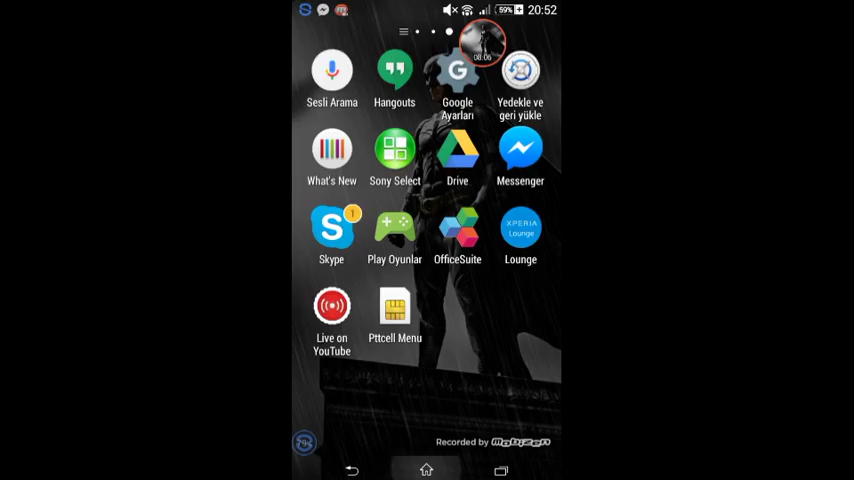 59% 20:52
08:06
Sesli Arama Hangouts Google Ayarları Yedekle ve geri yükle
What's New Sony Select Drive Messenger
XPERIA Lounge
S 1
Skype Play Oyunlar OfficeSuite Lounge
Live on YouTube Pttcell Menu
Recorded by mobizen